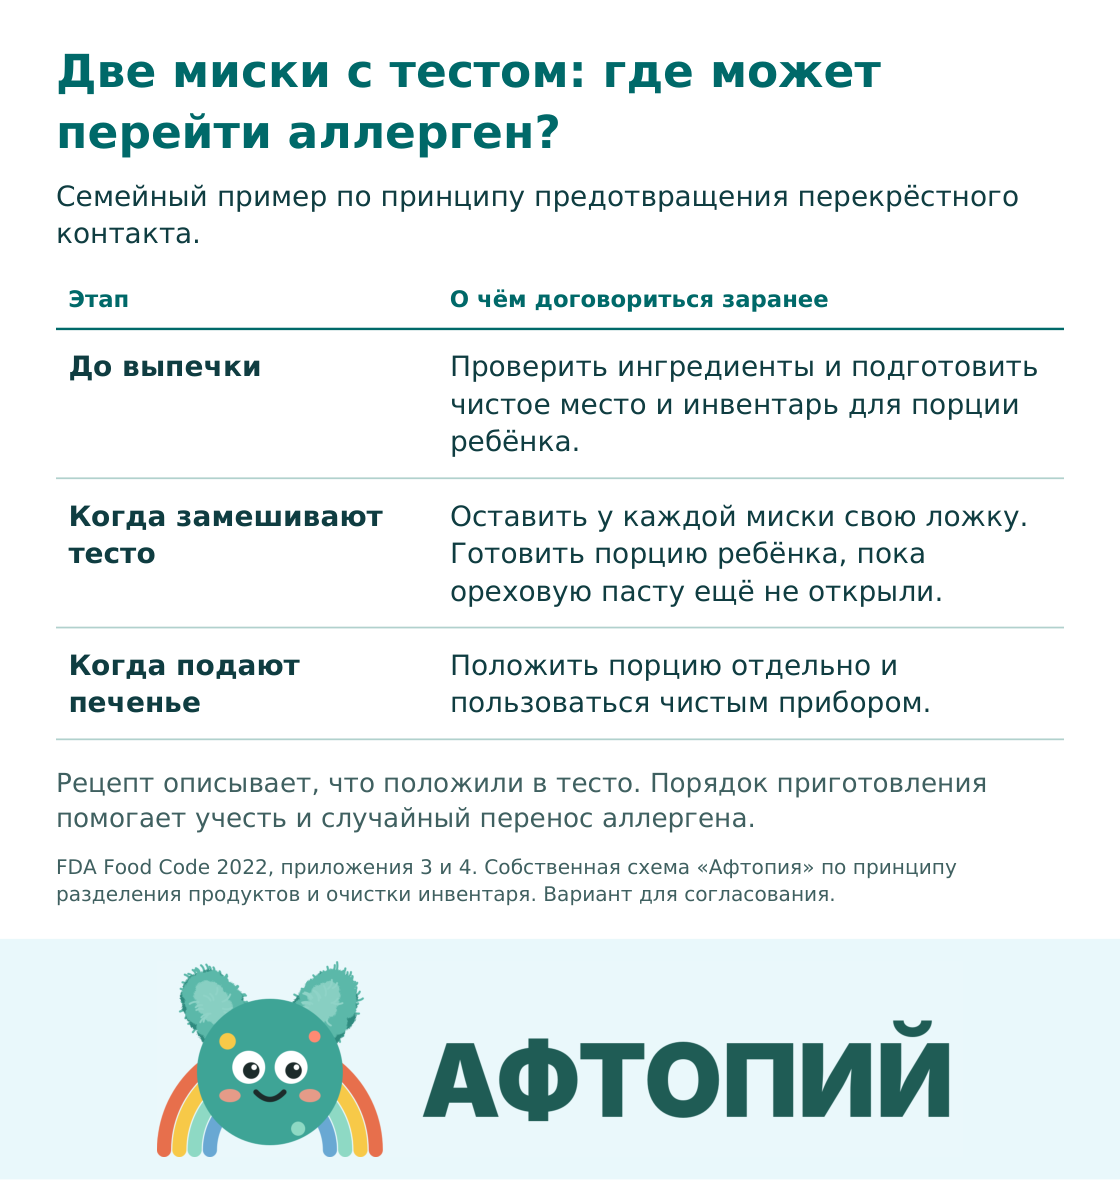 Две миски с тестом: где может
перейти аллерген?
Семейный пример по принципу предотвращения перекрёстного
контакта.
Этап
О чём договориться заранее
До выпечки
Проверить ингредиенты и подготовить
чистое место и инвентарь для порции
ребёнка.
Когда замешивают
тесто
Оставить у каждой миски свою ложку.
Готовить порцию ребёнка, пока
ореховую пасту ещё не открыли.
Когда подают
печенье
Положить порцию отдельно и
пользоваться чистым прибором.
Рецепт описывает, что положили в тесто. Порядок приготовления
помогает учесть и случайный перенос аллергена.
FDA Food Code 2022, приложения 3 и 4. Собственная схема «Афтопия» по принципу
разделения продуктов и очистки инвентаря. Вариант для согласования.
АФТОПИЙ